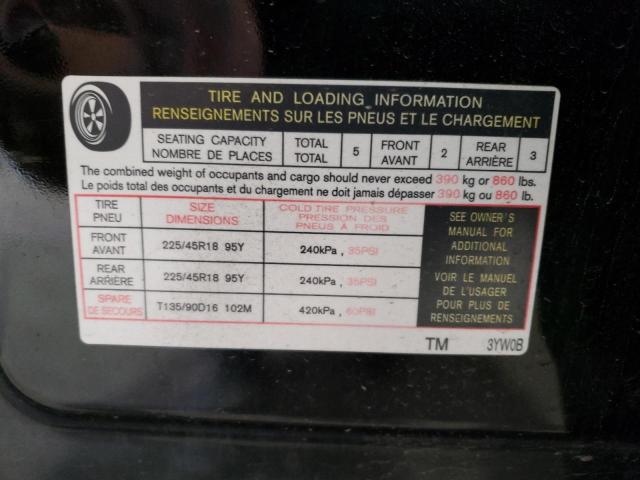 TIRE AND LOADING INFORMATION
RENSEIGNEMENTS SUR LES PNEUS ET LE CHARGEMENT
SEATING CAPACITY TOTAL 5 FRONT 2 REAR 3
NOMBRE DE PLACES TOTAL AVANT ARRIÈRE
The combined weight of occupants and cargo should never exceed 390 kg or 860 lbs.
Le poids total des occupants et du chargement ne doit jamais dépasser 390 kg ou 860 lb.
TIRE PNEU
SIZE DIMENSIONS
COLD TIRE PRESSURE
PRESSION DES
PNEUS À FROID
FRONT AVANT
225/45R18 95Y
240kPa, 35PSI
REAR ARRIÈRE
225/45R18 95Y
240kPa, 35PSI
SPARE DE SECOURS
T135/90D16 102M
420kPa, 60PSI
SEE OWNER'S
MANUAL FOR
ADDITIONAL
INFORMATION
VOIR LE MANUEL
DE L'USAGER
POUR PLUS DE
RENSEIGNEMENTS
TM 3YW0B